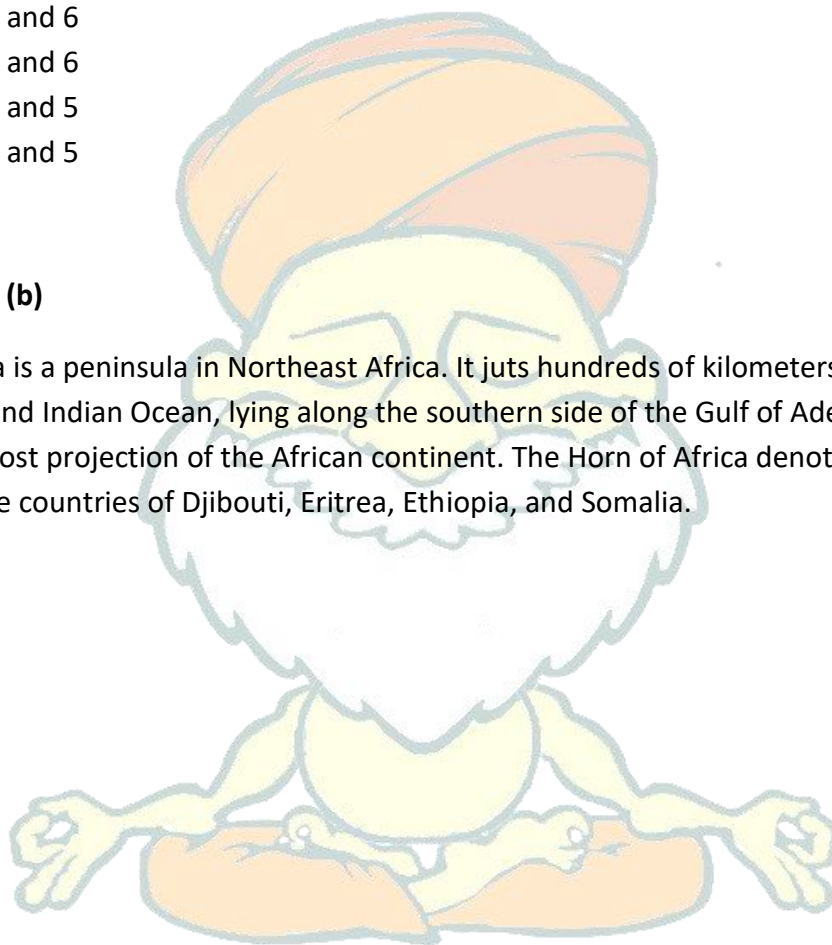 and 6
and 6
and 5
and 5
(b)
a is a peninsula in Northeast Africa. It juts hundreds of kilometers
nd Indian Ocean, lying along the southern side of the Gulf of Ade
ost projection of the African continent. The Horn of Africa denot
e countries of Djibouti, Eritrea, Ethiopia, and Somalia.